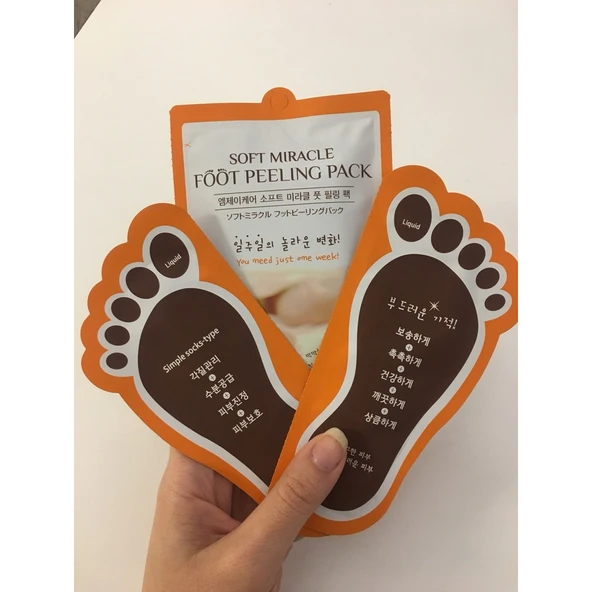 SOFT MIRACLE
FOOT PEELING PACK
엠제이케어 소프트 미라클 풋 필링 팩
ソフトミラクル フットピーリングパック
일주일의 놀라운 변화!
You need just one week!
Liquid
Simple socks-type
각질관리
수분공급
피부진정
피부보호
Liquid
부드러운 기적!
보송하게
촉촉하게
건강하게
깨끗하게
상큼하게
피부
피부